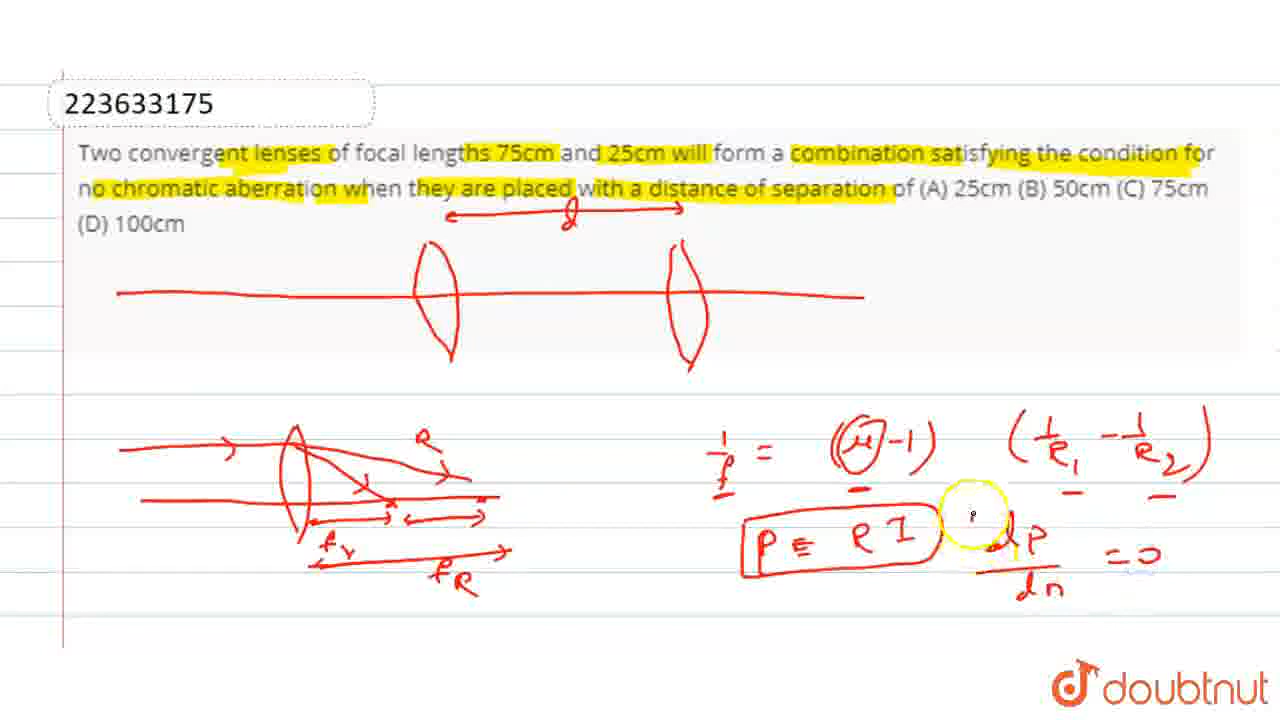 223633175
Two convergent lenses of focal lengths 75cm and 25cm will form a combination satisfying the condition for
no chromatic aberration when they are placed with a distance of separation of (A) 25cm (B) 50cm (C) 75cm
(D) 100cm
d
R
1/f = (μ-1) (1/R1 - 1/R2)
fv
fR
P ≡ RI
dP/dn = 0
doubtnut